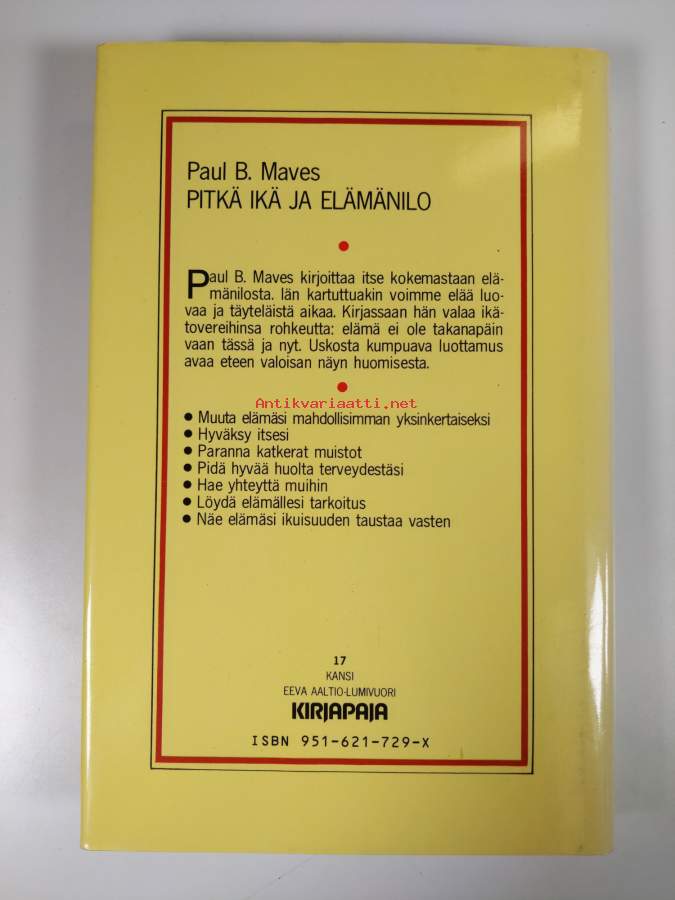 Paul B. Maves
PITKÄ IKÄ JA ELÄMÄNILO
Paul B. Maves kirjoittaa itse kokemastaan elä-
mänilosta. Iän kartuttuakin voimme elää luo-
vaa ja täyteläistä aikaa. Kirjassaan hän valaa ikä-
tovereihinsa rohkeutta: elämä ei ole takanapäin
vaan tässä ja nyt. Uskosta kumpuava luottamus
avaa eteen valoisan näyn huomisesta.
Antikvariaatti.net
● Muuta elämäsi mahdollisimman yksinkertaiseksi
● Hyväksy itsesi
● Paranna katkerat muistot
● Pidä hyvää huolta terveydestäsi
● Hae yhteyttä muihin
● Löydä elämällesi tarkoitus
● Näe elämäsi ikuisuuden taustaa vasten
17
KANSI
EEVA AALTIO-LUMIVUORI
KIRJAPAJA
ISBN 951-621-729-X